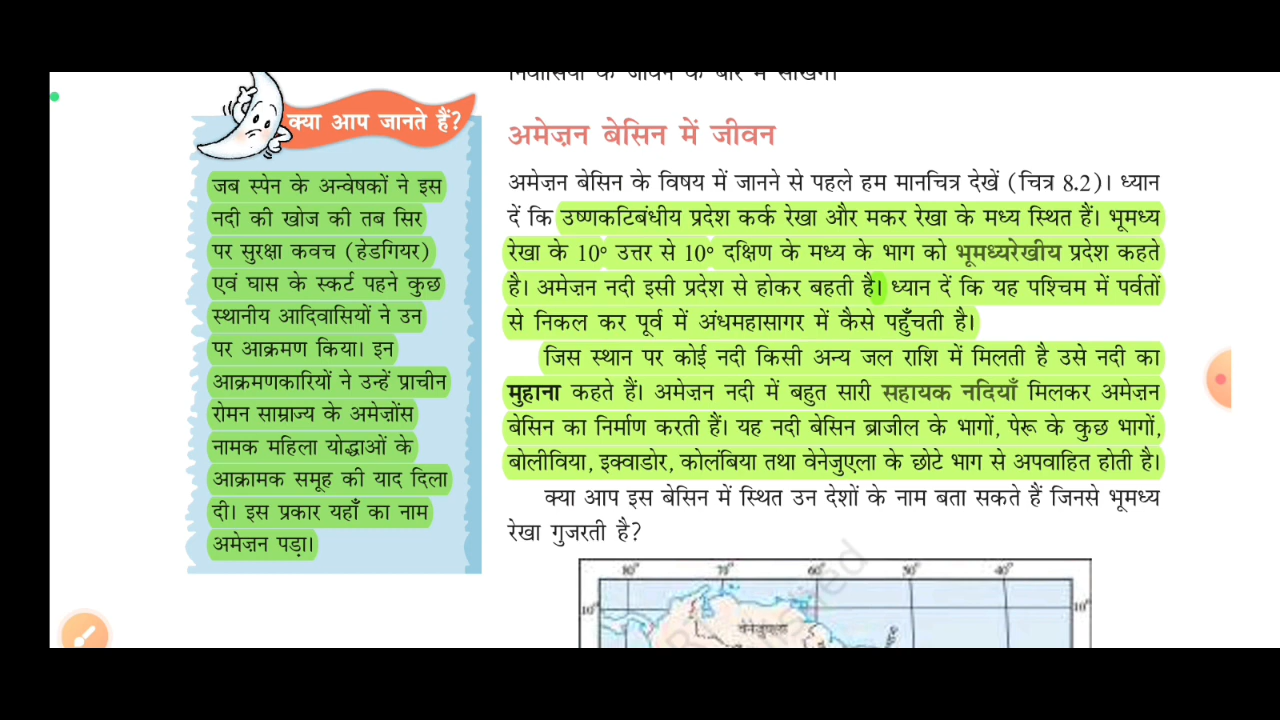 क्या आप जानते हैं?
जब स्पेन के अन्वेषकों ने इस
नदी की खोज की तब सिर
पर सुरक्षा कवच (हेडगियर)
एवं घास के स्कर्ट पहने कुछ
स्थानीय आदिवासियों ने उन
पर आक्रमण किया। इन
आक्रमणकारियों ने उन्हें प्राचीन
रोमन साम्राज्य के अमेज़ोंस
नामक महिला योद्धाओं के
आक्रामक समूह की याद दिला
दी। इस प्रकार यहाँ का नाम
अमेज़न पड़ा।
अमेज़न बेसिन में जीवन
अमेज़न बेसिन के विषय में जानने से पहले हम मानचित्र देखें (चित्र 8.2)। ध्यान
दें कि उष्णकटिबंधीय प्रदेश कर्क रेखा और मकर रेखा के मध्य स्थित हैं। भूमध्य
रेखा के 10° उत्तर से 10° दक्षिण के मध्य के भाग को भूमध्यरेखीय प्रदेश कहते
है। अमेज़न नदी इसी प्रदेश से होकर बहती है। ध्यान दें कि यह पश्चिम में पर्वतों
से निकल कर पूर्व में अंधमहासागर में कैसे पहुँचती है।
जिस स्थान पर कोई नदी किसी अन्य जल राशि में मिलती है उसे नदी का
मुहाना कहते हैं। अमेज़न नदी में बहुत सारी सहायक नदियाँ मिलकर अमेज़न
बेसिन का निर्माण करती हैं। यह नदी बेसिन ब्राजील के भागों, पेरू के कुछ भागों,
बोलीविया, इक्वाडोर, कोलंबिया तथा वेनेजुएला के छोटे भाग से अपवाहित होती है।
क्या आप इस बेसिन में स्थित उन देशों के नाम बता सकते हैं जिनसे भूमध्य
रेखा गुजरती है?
80° 70° 60° 50° 40°
10° 10°
वेनेजुएला